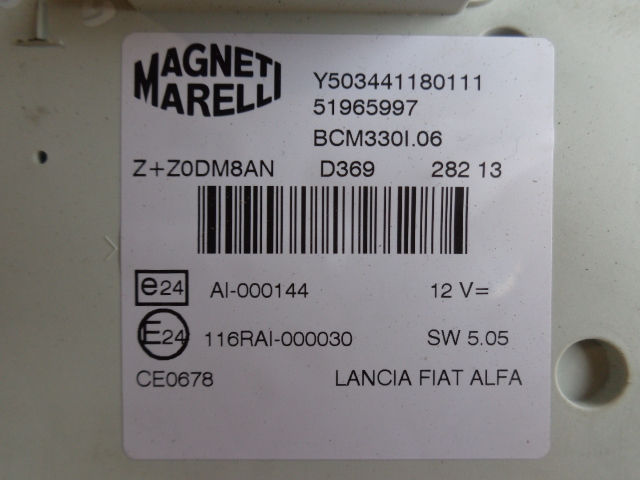 MAGNETI
MARELLI
Y503441180111
51965997
BCM330I.06
Z+Z0DM8AN D369 282 13
e24 AI-000144 12 V=
E24 116RAI-000030 SW 5.05
CE0678 LANCIA FIAT ALFA